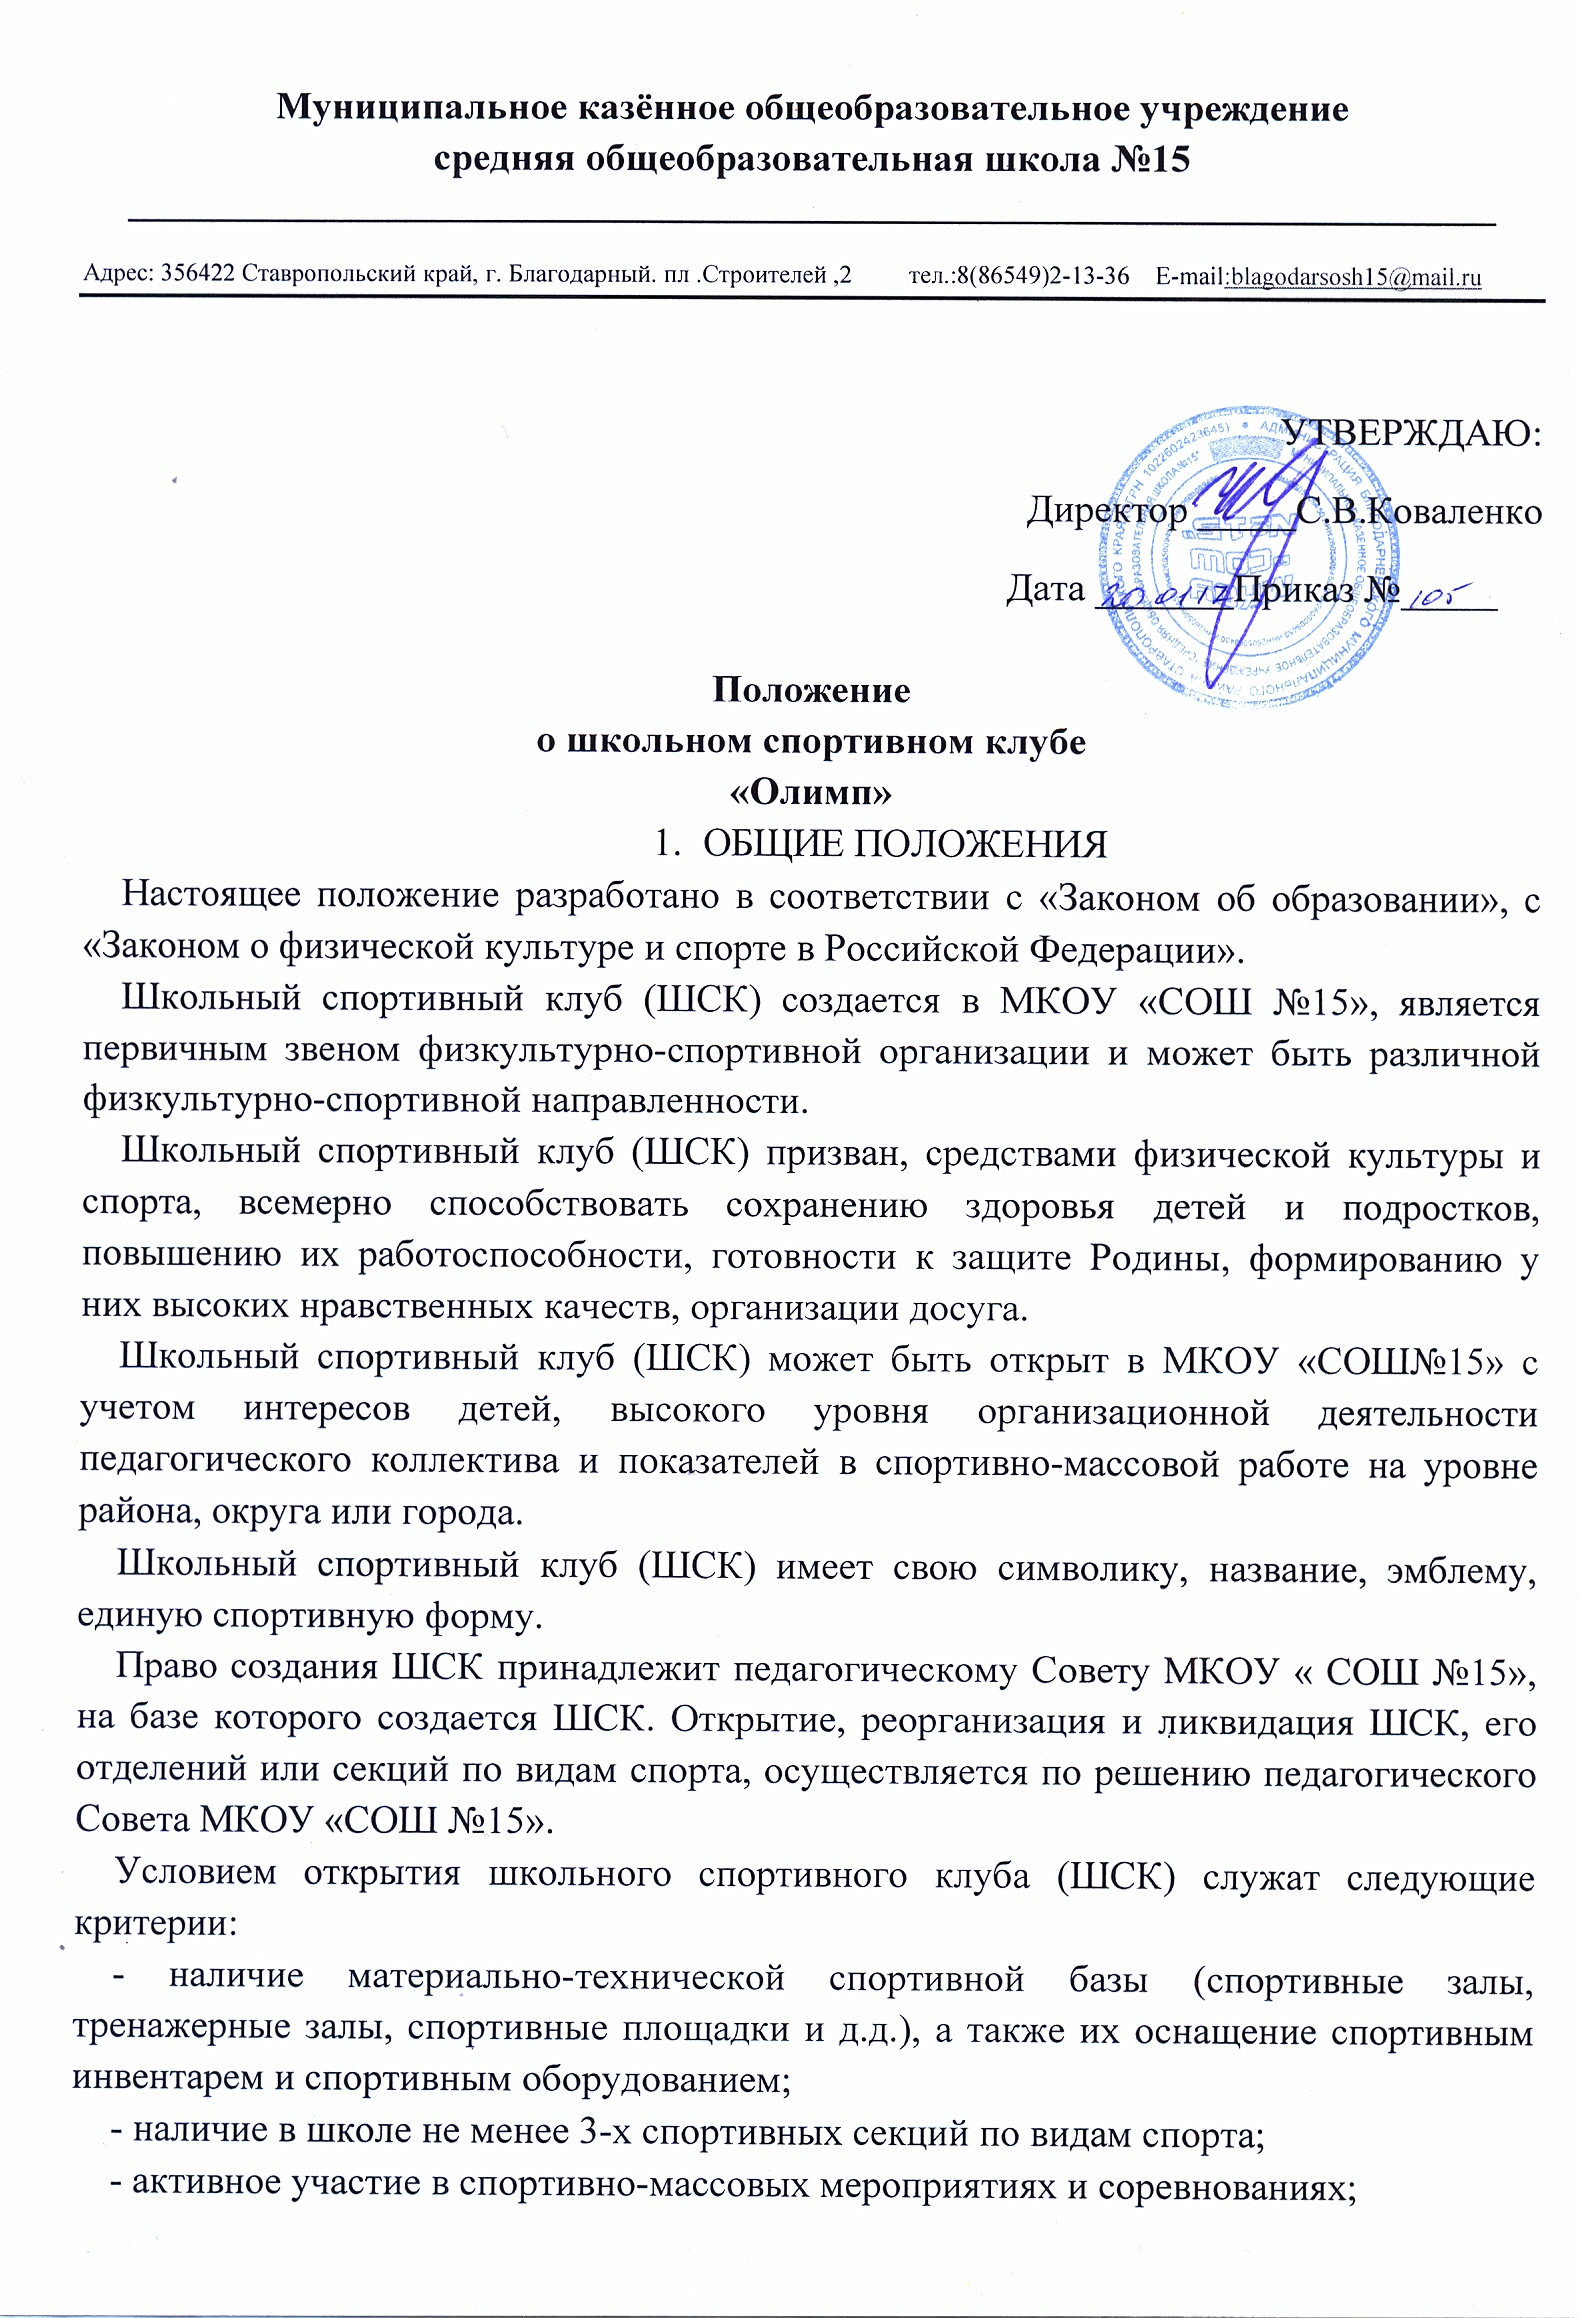 Муниципальное казённое общеобразовательное учреждение
средняя общеобразовательная школа №15
Адрес: 356422 Ставропольский край, г. Благодарный. пл .Строителей ,2 тел.:8(86549)2-13-36 E-mail:blagodarsosh15@mail.ru
УТВЕРЖДАЮ:
Директор _____С.В.Коваленко
Дата 20.01.17 Приказ № 105
Положение
о школьном спортивном клубе
«Олимп»
1. ОБЩИЕ ПОЛОЖЕНИЯ
Настоящее положение разработано в соответствии с «Законом об образовании», с
«Законом о физической культуре и спорте в Российской Федерации».
Школьный спортивный клуб (ШСК) создается в МКОУ «СОШ №15», является
первичным звеном физкультурно-спортивной организации и может быть различной
физкультурно-спортивной направленности.
Школьный спортивный клуб (ШСК) призван, средствами физической культуры и
спорта, всемерно способствовать сохранению здоровья детей и подростков,
повышению их работоспособности, готовности к защите Родины, формированию у
них высоких нравственных качеств, организации досуга.
Школьный спортивный клуб (ШСК) может быть открыт в МКОУ «СОШ№15» с
учетом интересов детей, высокого уровня организационной деятельности
педагогического коллектива и показателей в спортивно-массовой работе на уровне
района, округа или города.
Школьный спортивный клуб (ШСК) имеет свою символику, название, эмблему,
единую спортивную форму.
Право создания ШСК принадлежит педагогическому Совету МКОУ « СОШ №15»,
на базе которого создается ШСК. Открытие, реорганизация и ликвидация ШСК, его
отделений или секций по видам спорта, осуществляется по решению педагогического
Совета МКОУ «СОШ №15».
Условием открытия школьного спортивного клуба (ШСК) служат следующие
критерии:
- наличие материально-технической спортивной базы (спортивные залы,
тренажерные залы, спортивные площадки и д.д.), а также их оснащение спортивным
инвентарем и спортивным оборудованием;
- наличие в школе не менее 3-х спортивных секций по видам спорта;
- активное участие в спортивно-массовых мероприятиях и соревнованиях;